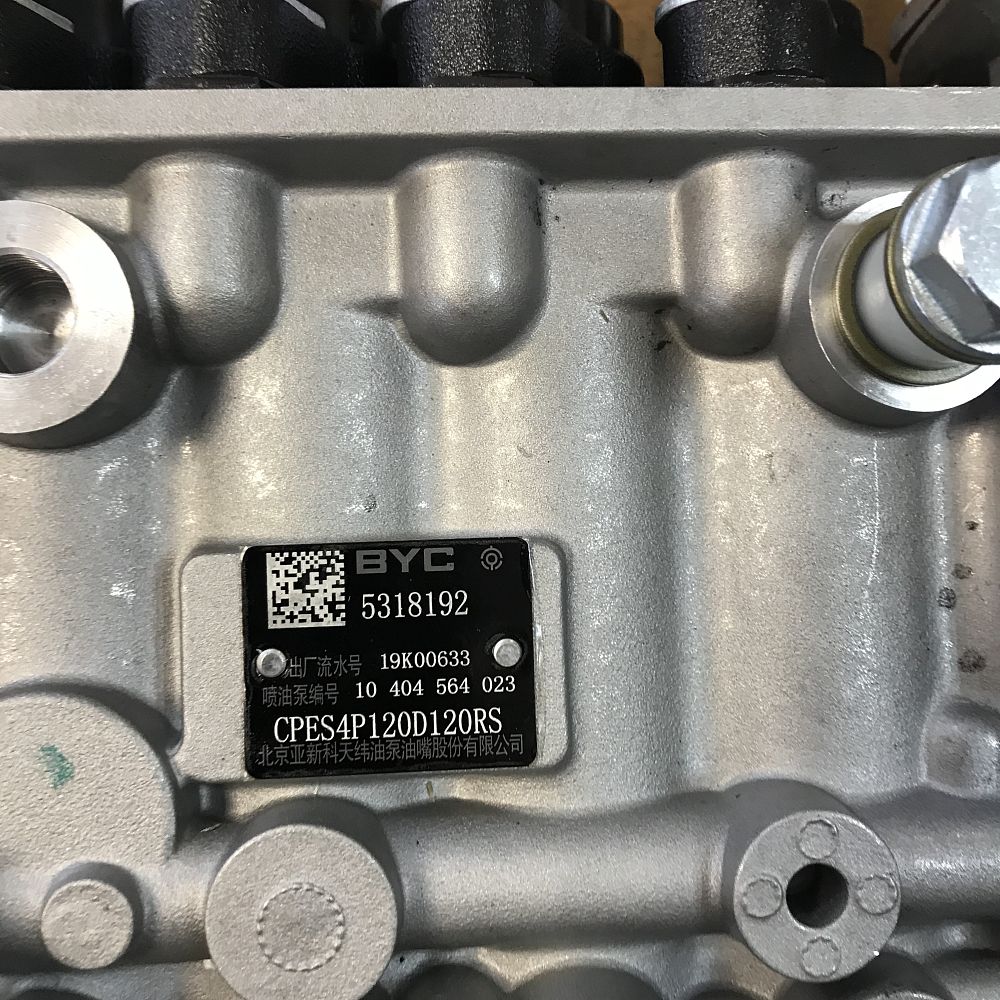 BYC
5318192
出厂流水号 19K00633
喷油泵编号 10 404 564 023
CPES4P120D120RS
北京亚新科天纬油泵油嘴股份有限公司